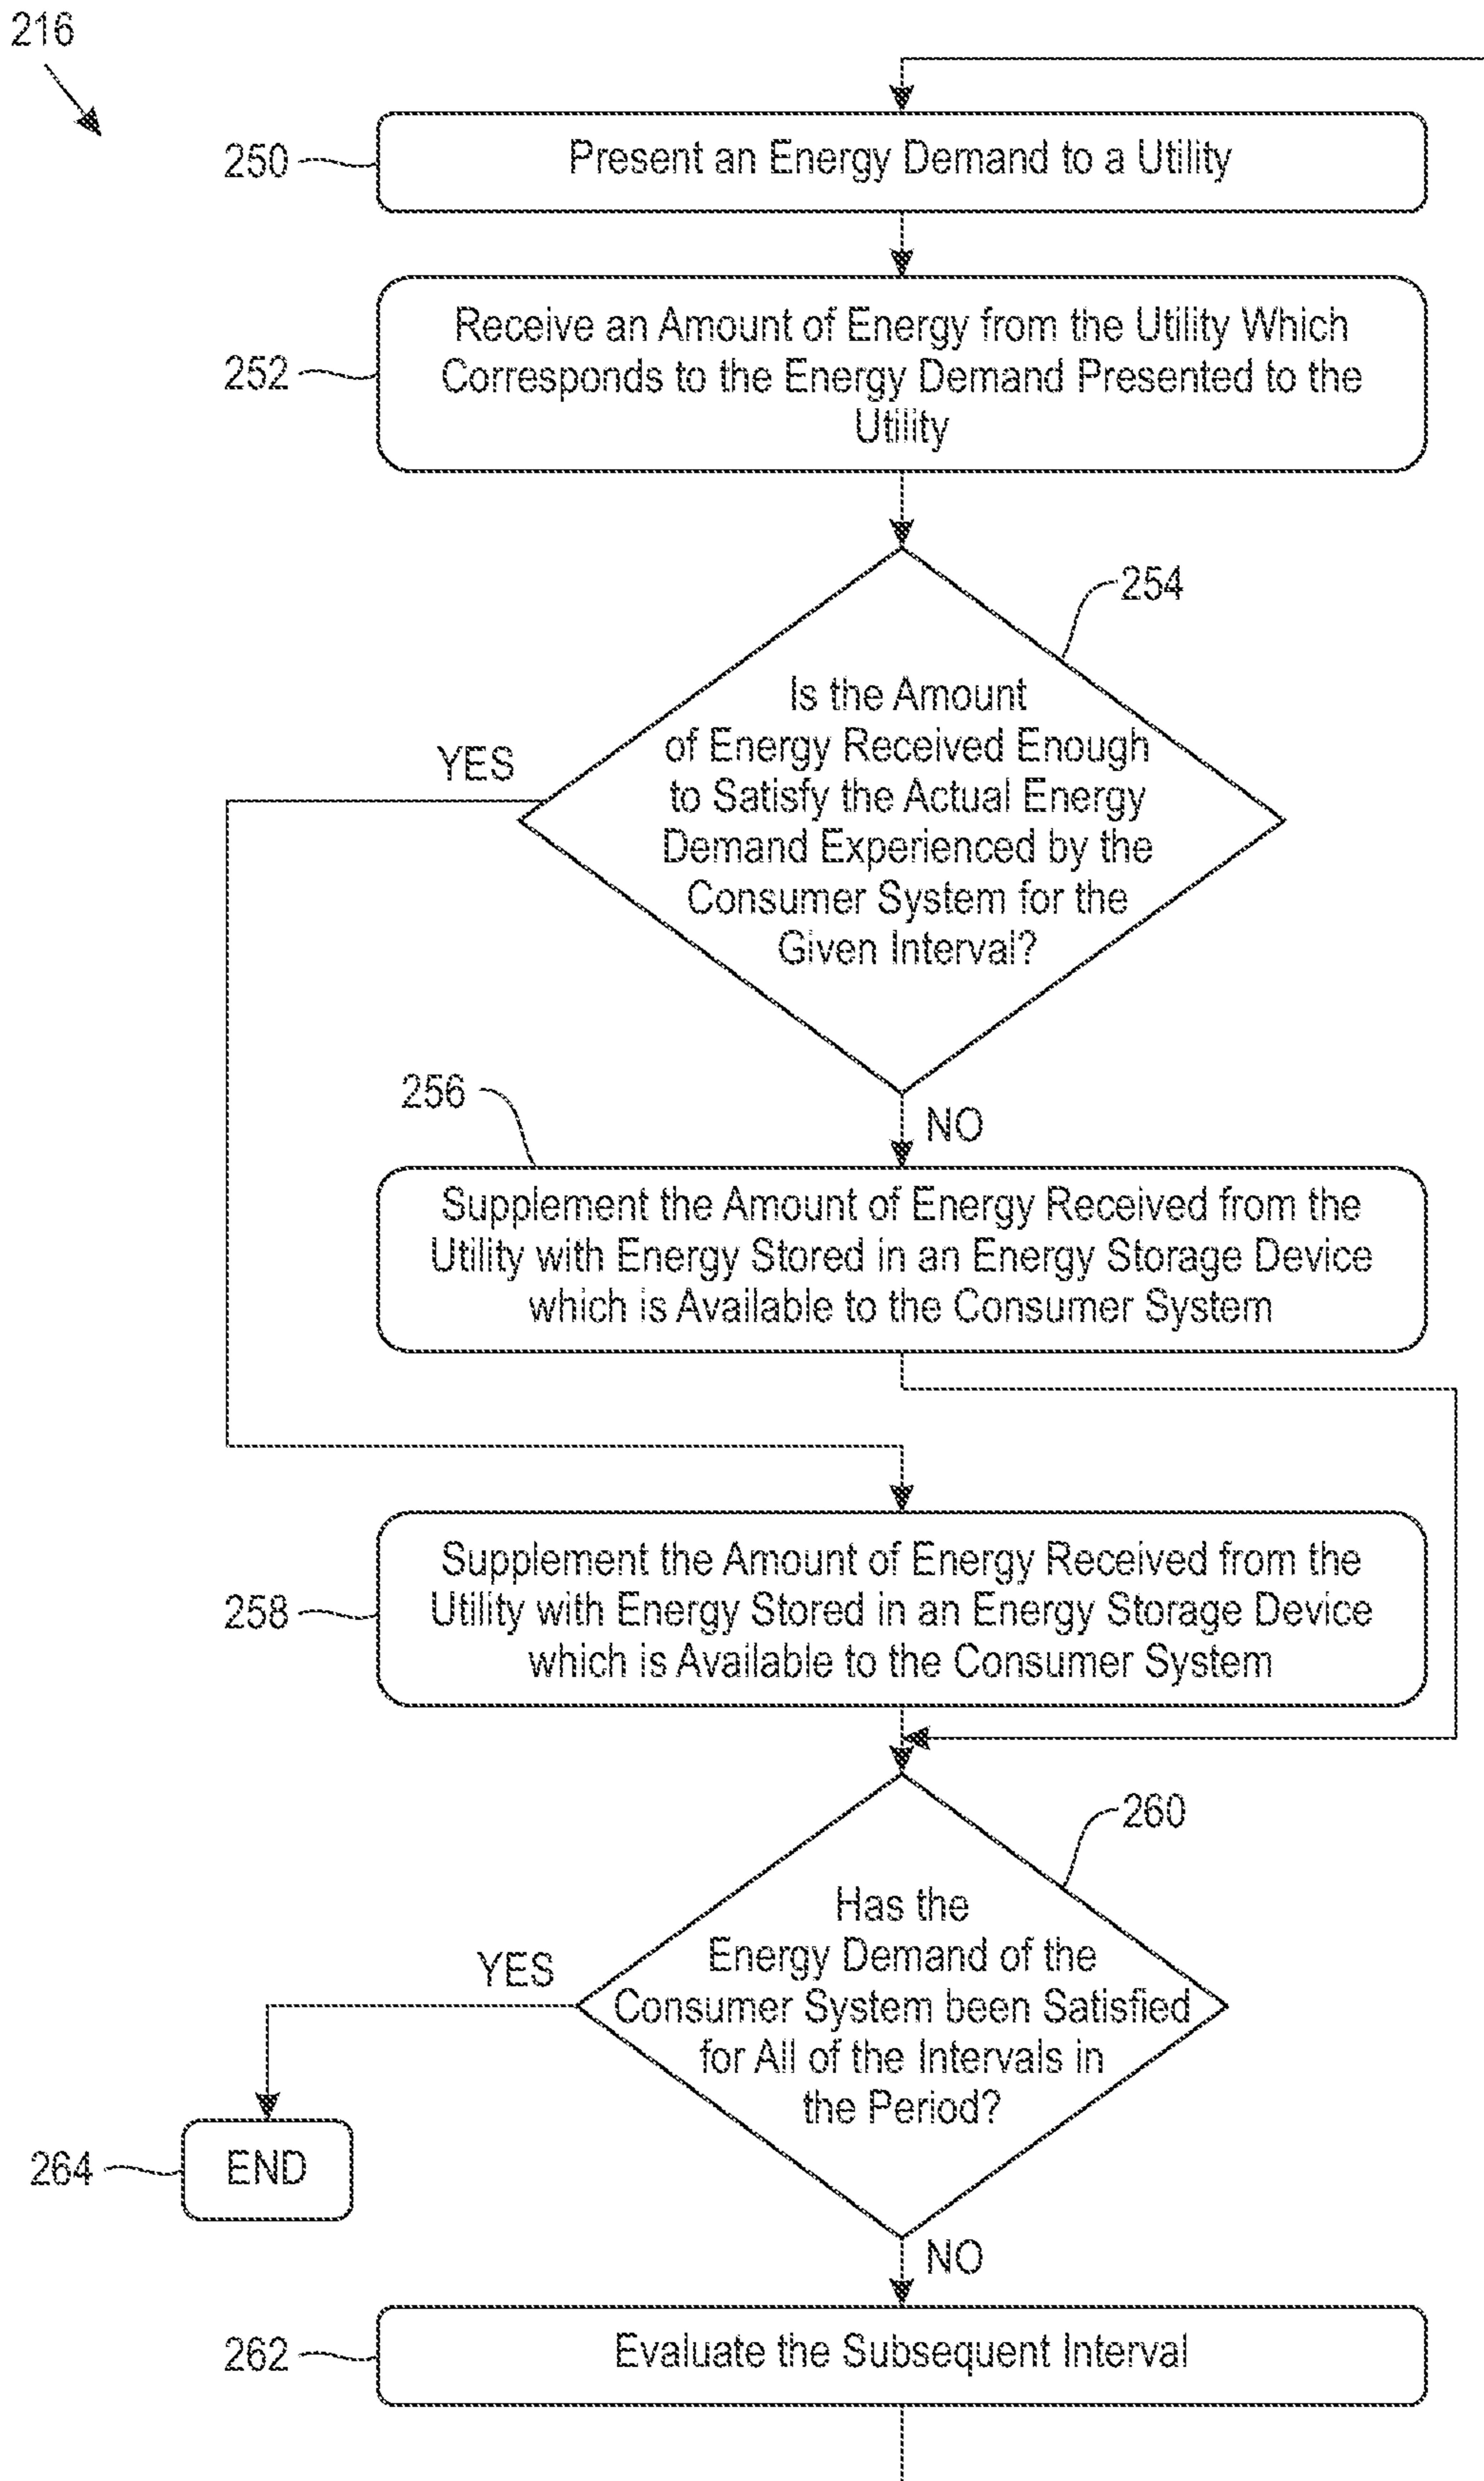 216
250
Present an Energy Demand to a Utility
252
Receive an Amount of Energy from the Utility Which
Corresponds to the Energy Demand Presented to the
Utility
254
Is the Amount
of Energy Received Enough
to Satisfy the Actual Energy
Demand Experienced by the
Consumer System for the
Given Interval?
YES
NO
256
Supplement the Amount of Energy Received from the
Utility with Energy Stored in an Energy Storage Device
which is Available to the Consumer System
258
Supplement the Amount of Energy Received from the
Utility with Energy Stored in an Energy Storage Device
which is Available to the Consumer System
260
Has the
Energy Demand of the
Consumer System been Satisfied
for All of the Intervals in
the Period?
YES
264
END
NO
262
Evaluate the Subsequent Interval